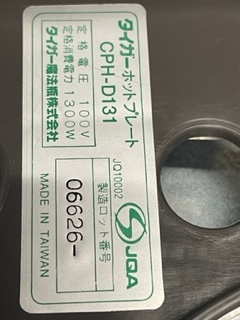 タイガーホットプレート
CPH-D131
定格電圧 100V
定格消費電力 1300W
タイガー魔法瓶株式会社
JQA
JQ10002
製造ロット番号
06626-
MADE IN TAIWAN